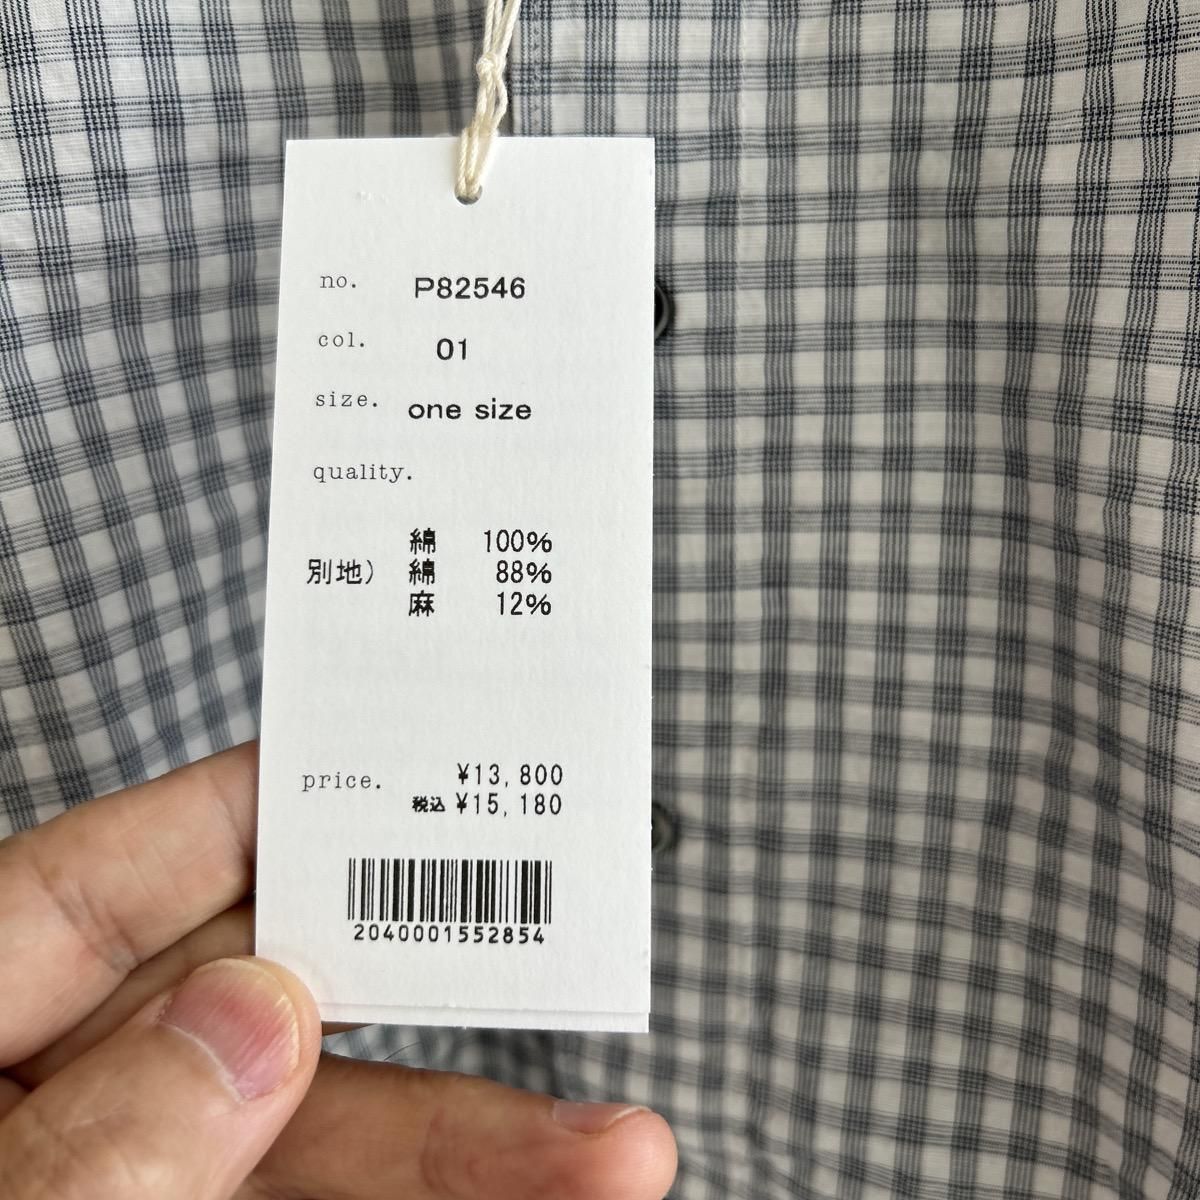 no. P82546
col. 01
size. one size
quality.
綿 100%
別地) 綿 88%
麻 12%
price. ¥13,800
税込 ¥15,180
2040001552854